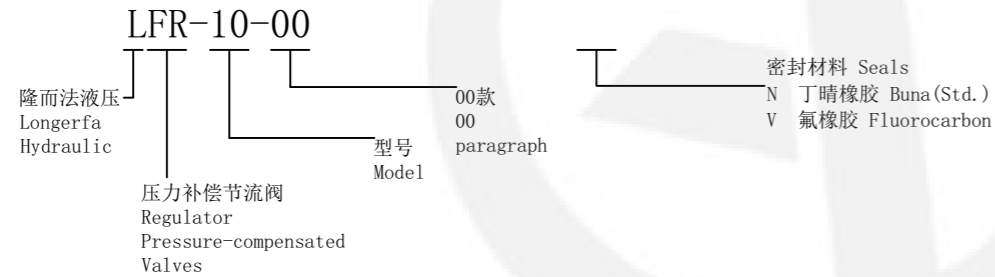 LFR-10-00
隆而法液压
Longerfa
Hydraulic
压力补偿节流阀
Regulator
Pressure-compensated
Valves
型号
Model
00款
00
paragraph
密封材料 Seals
N 丁晴橡胶 Buna(Std.)
V 氟橡胶 Fluorocarbon